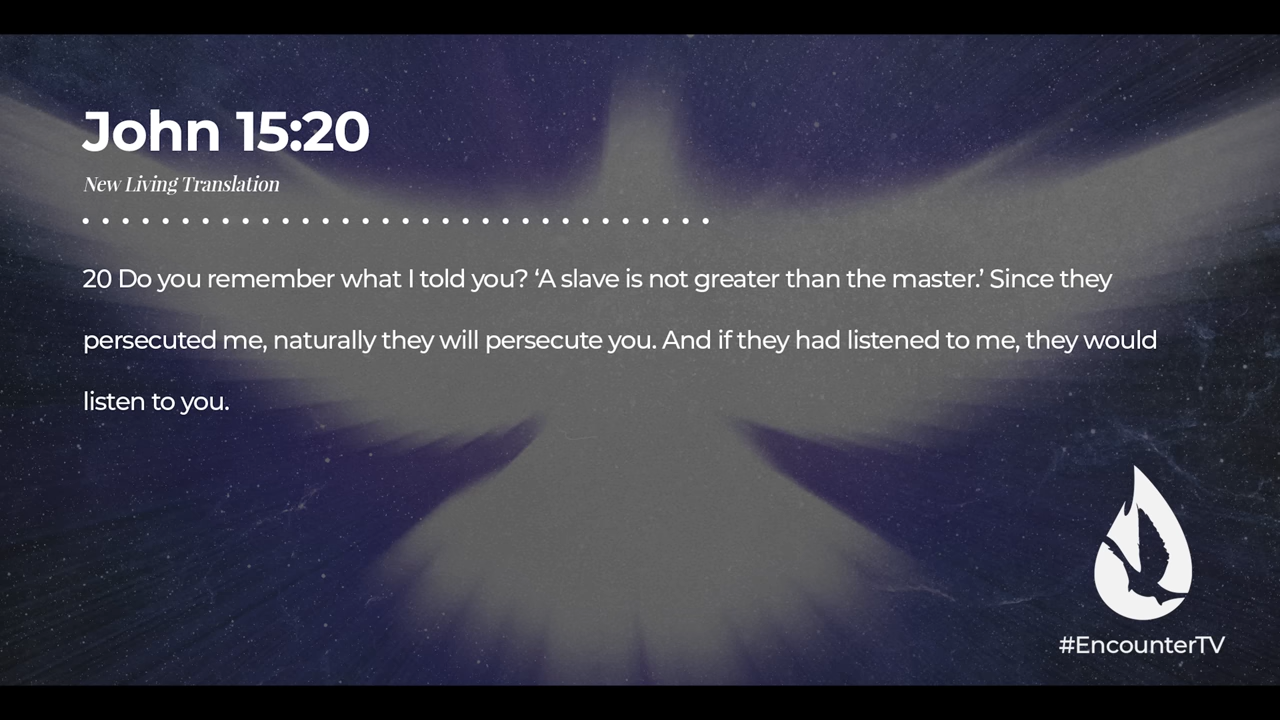 John 15:20
New Living Translation
20 Do you remember what I told you? ‘A slave is not greater than the master.’ Since they
persecuted me, naturally they will persecute you. And if they had listened to me, they would
listen to you.
#EncounterTV